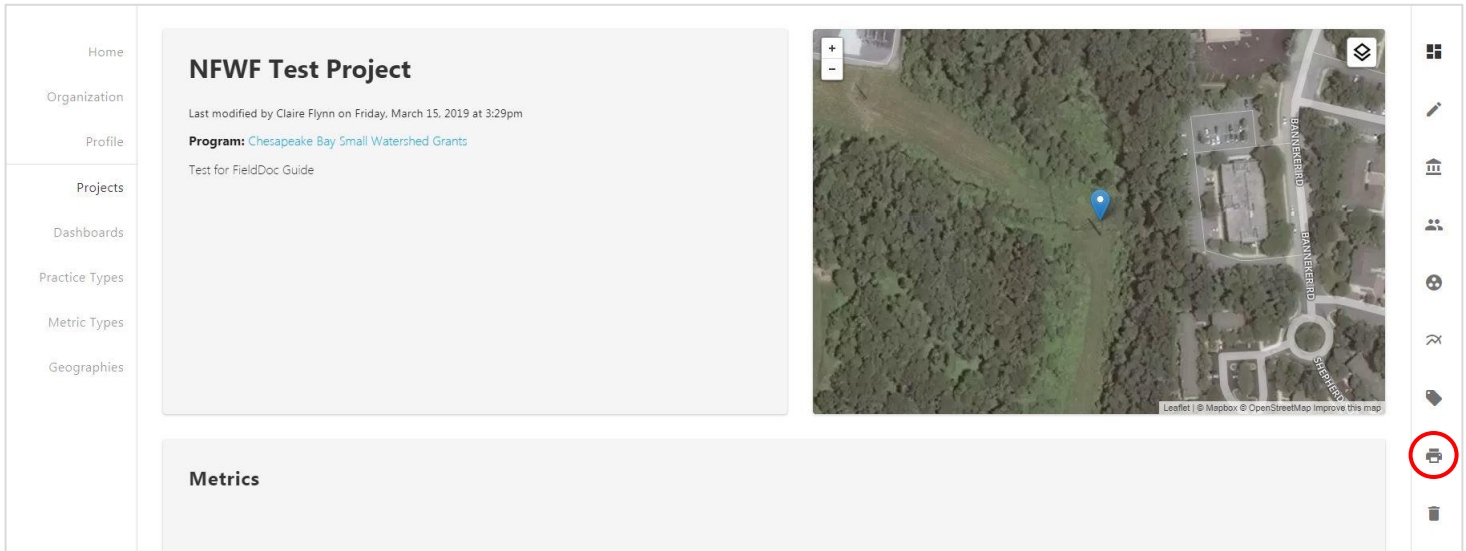 Home
Organization
Profile
Projects
Dashboards
Practice Types
Metric Types
Geographies
NFWF Test Project
Last modified by Claire Flynn on Friday, March 15, 2019 at 3:29pm
Program: Chesapeake Bay Small Watershed Grants
Test for FieldDoc Guide
+
-
BANNEKER RD
BANNEKER RD
SHEPHERD
Leaflet | © Mapbox © OpenStreetMap Improve this map
Metrics